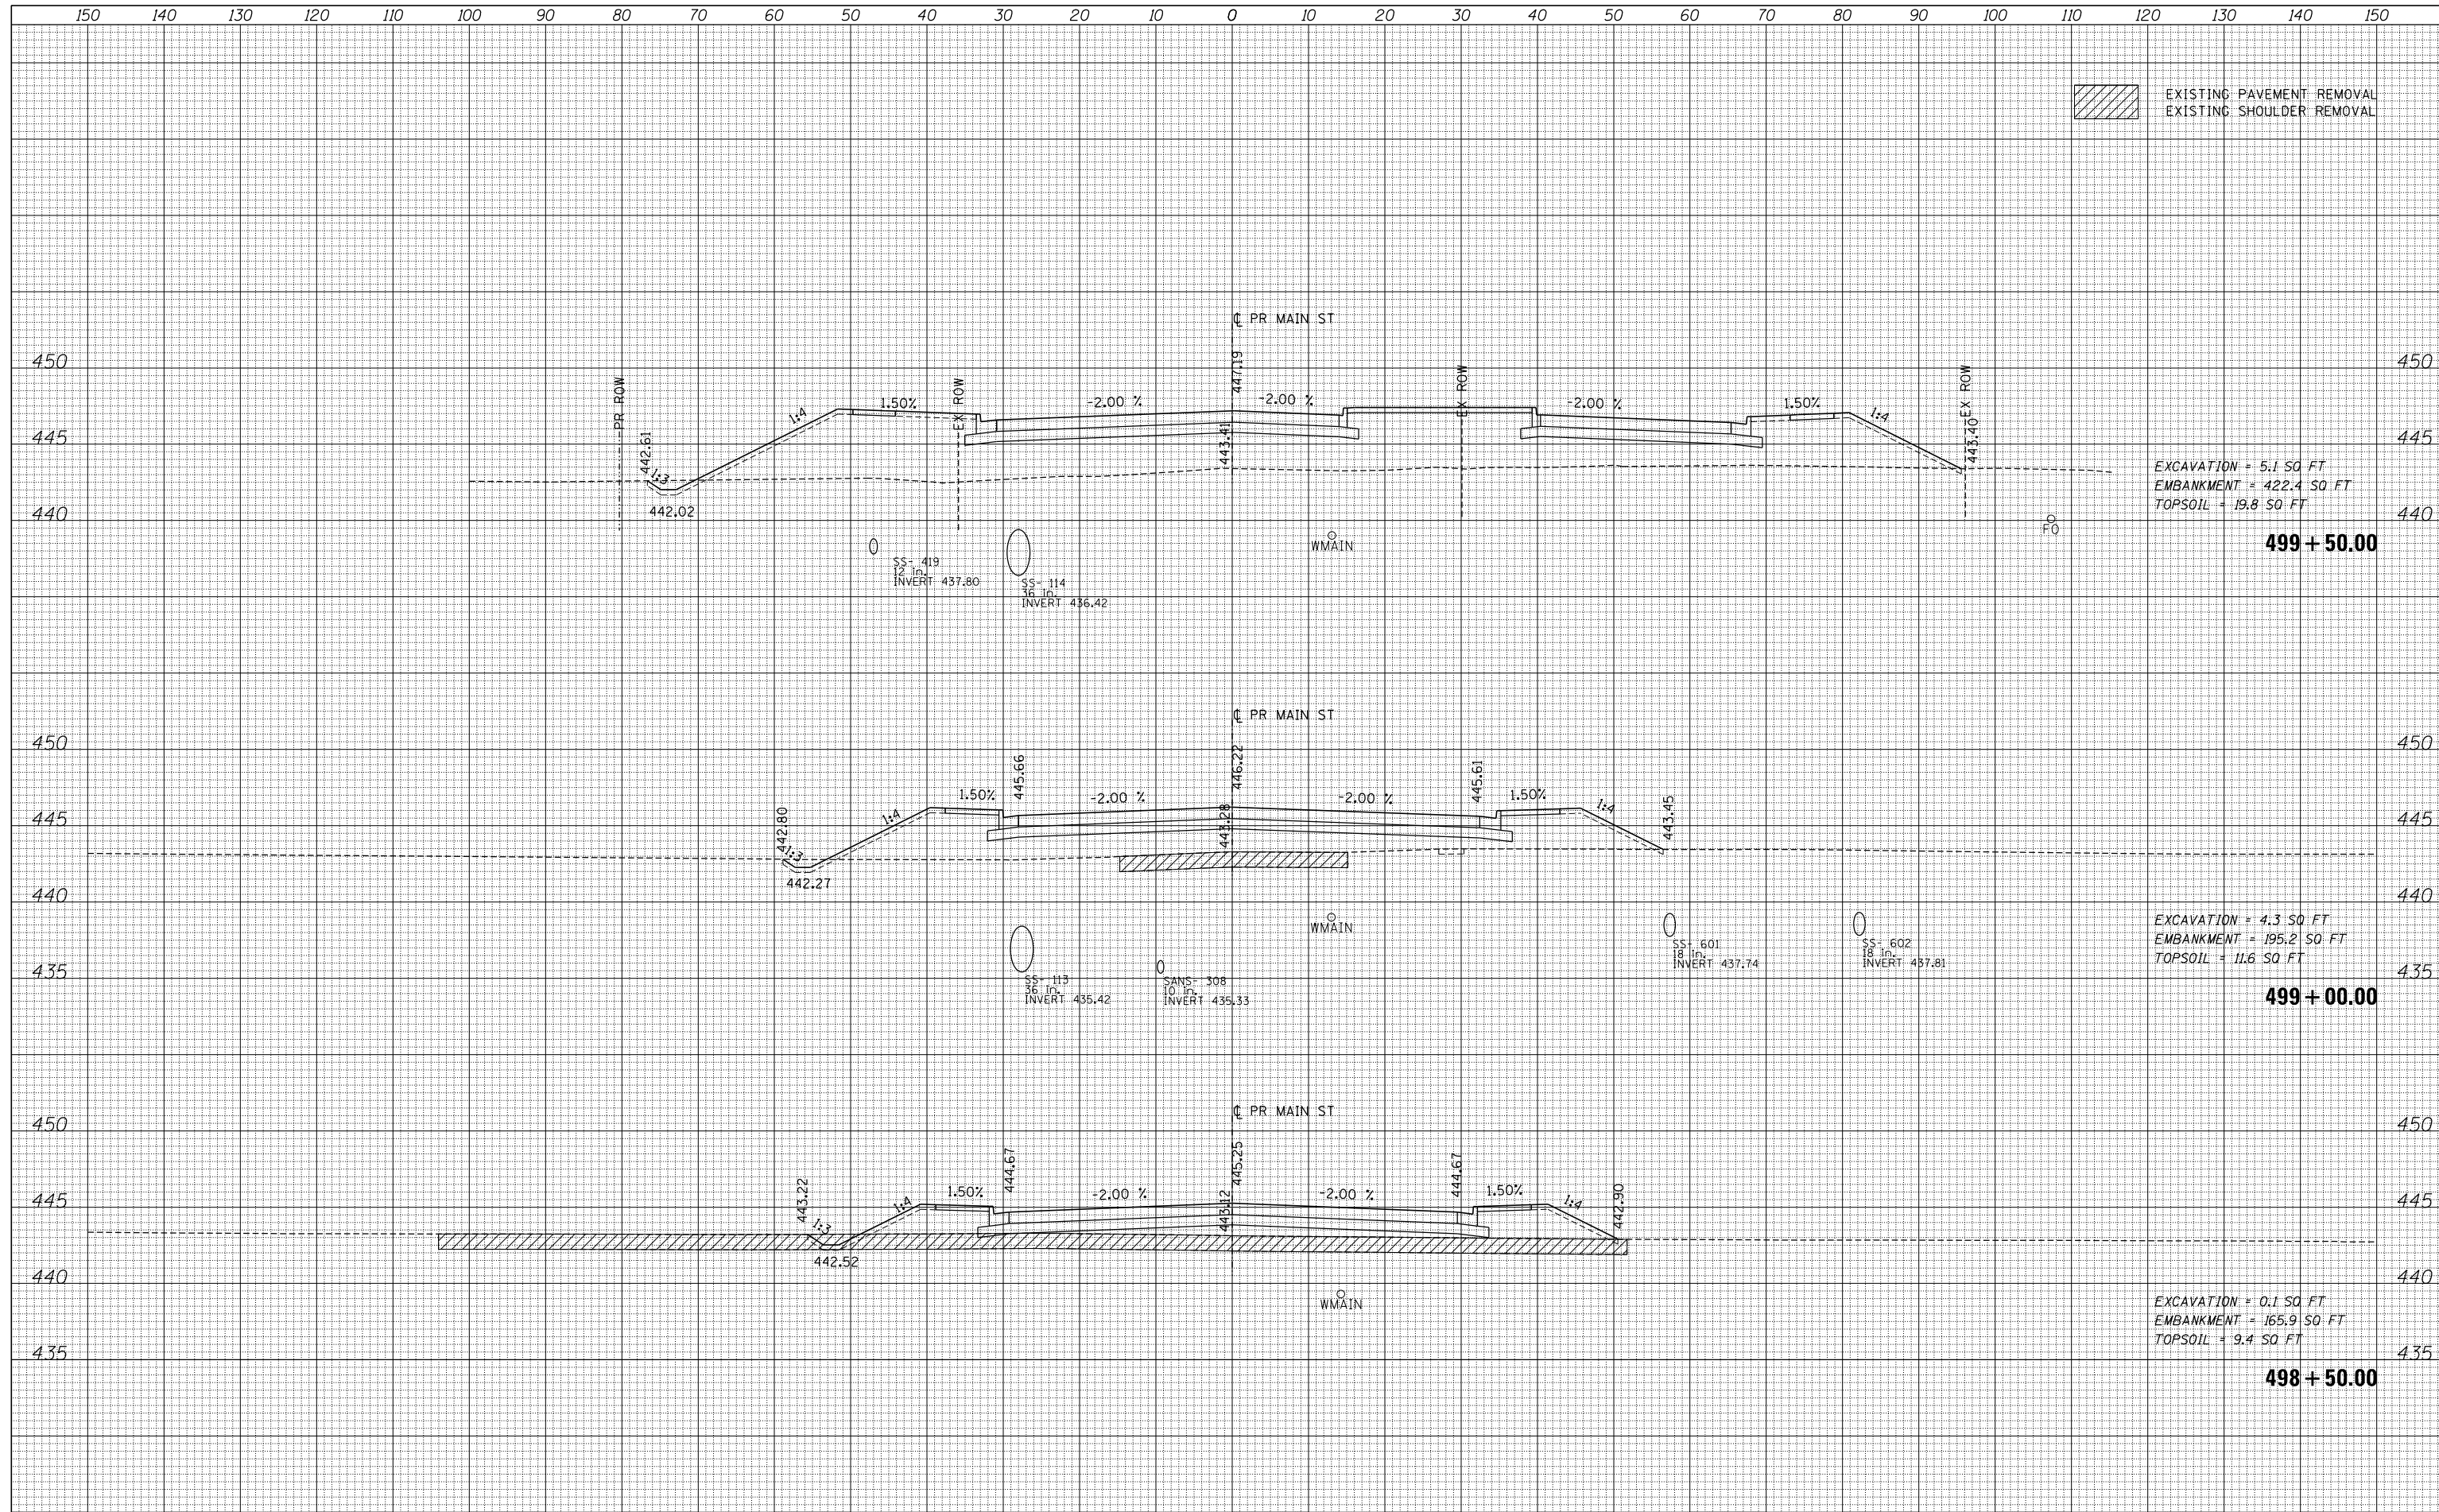 150 140 130 120 110 100 90 80 70 60 50 40 30 20 10 0 10 20 30 40 50 60 70 80 90 100 110 120 130 140 150
EXISTING PAVEMENT REMOVAL
EXISTING SHOULDER REMOVAL
℄ PR MAIN ST
450
450
447.19
PR ROW
EX ROW
EX ROW
EX ROW
1:4
1.50%
-2.00 %
-2.00 %
-2.00 %
1.50%
1:4
445
445
442.61
443.41
443.40
1:3
442.02
EXCAVATION = 5.1 SQ FT
EMBANKMENT = 422.4 SQ FT
TOPSOIL = 19.8 SQ FT
440
440
FO
WMAIN
499+50.00
SS- 419
12 in.
INVERT 437.80
SS- 114
36 in.
INVERT 436.42
℄ PR MAIN ST
450
450
445.66
446.22
445.61
1.50%
-2.00 %
-2.00 %
1.50%
1:4
1:4
445
445
442.80
443.28
443.45
1:3
442.27
440
440
WMAIN
EXCAVATION = 4.3 SQ FT
EMBANKMENT = 195.2 SQ FT
TOPSOIL = 11.6 SQ FT
SS- 601
18 in.
INVERT 437.74
SS- 602
18 in.
INVERT 437.81
435
435
SS- 113
36 in.
INVERT 435.42
SANS- 308
10 in.
INVERT 435.33
499+00.00
℄ PR MAIN ST
450
450
444.67
445.25
444.67
443.22
1:4
1.50%
-2.00 %
-2.00 %
1.50%
1:4
442.90
445
445
1:3
443.12
442.52
440
440
WMAIN
EXCAVATION = 0.1 SQ FT
EMBANKMENT = 165.9 SQ FT
TOPSOIL = 9.4 SQ FT
435
435
498+50.00